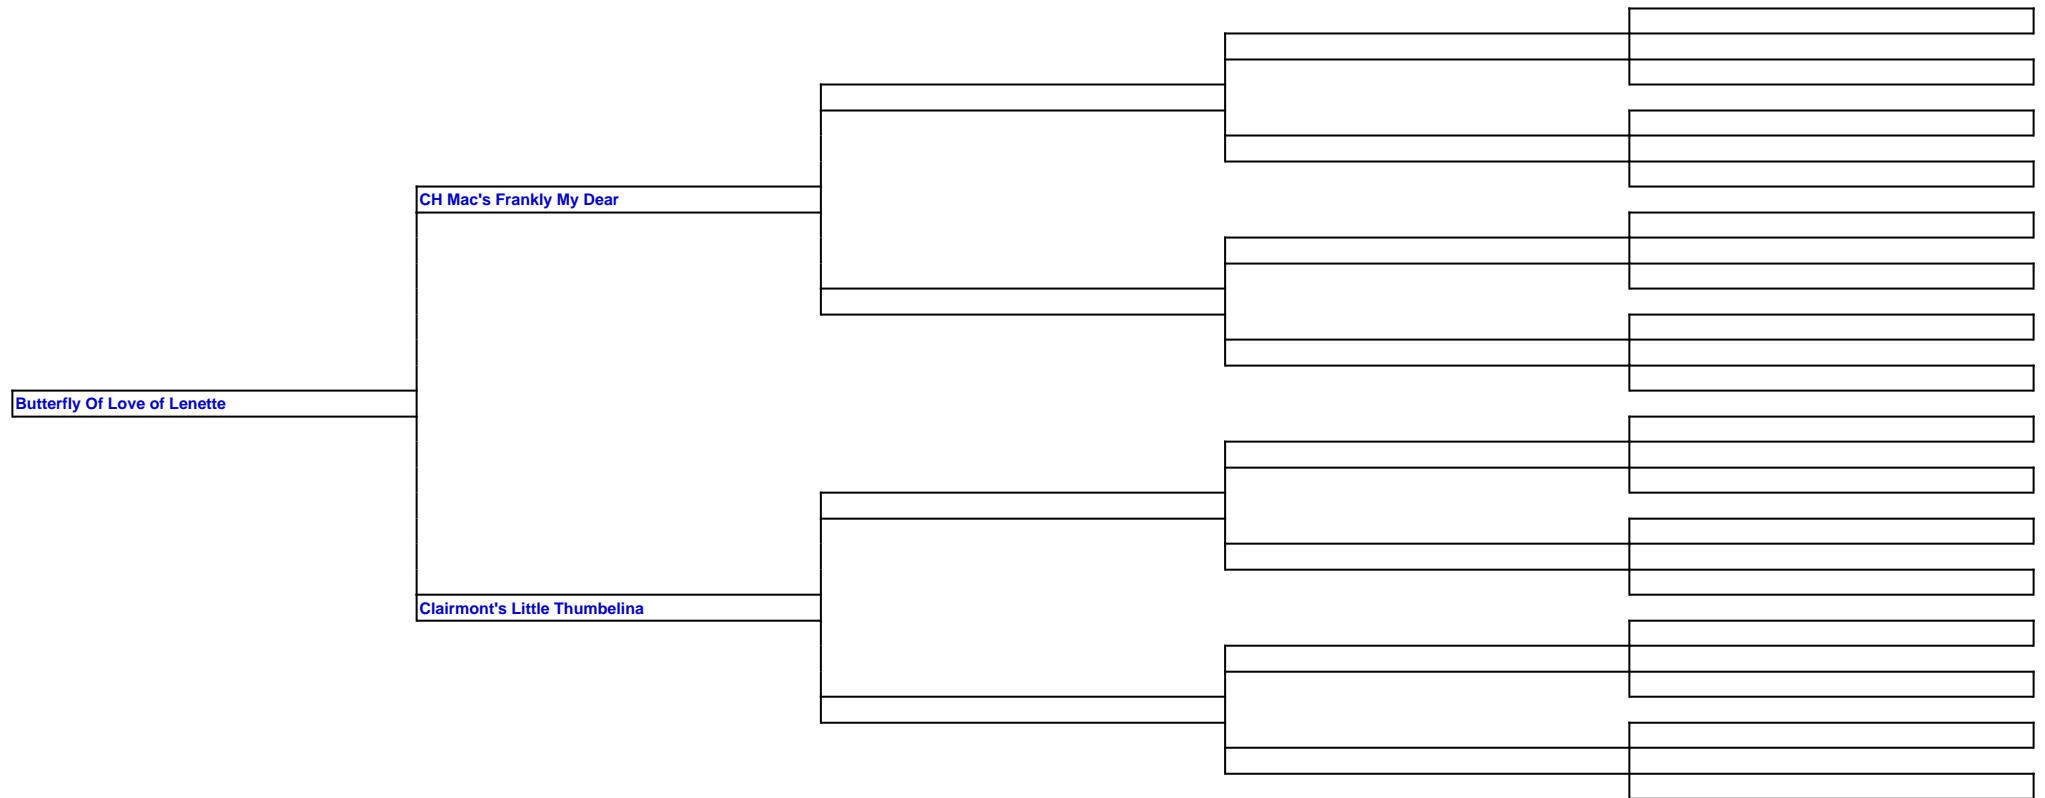 CH Mac's Frankly My Dear
Butterfly Of Love of Lenette
Clairmont's Little Thumbelina